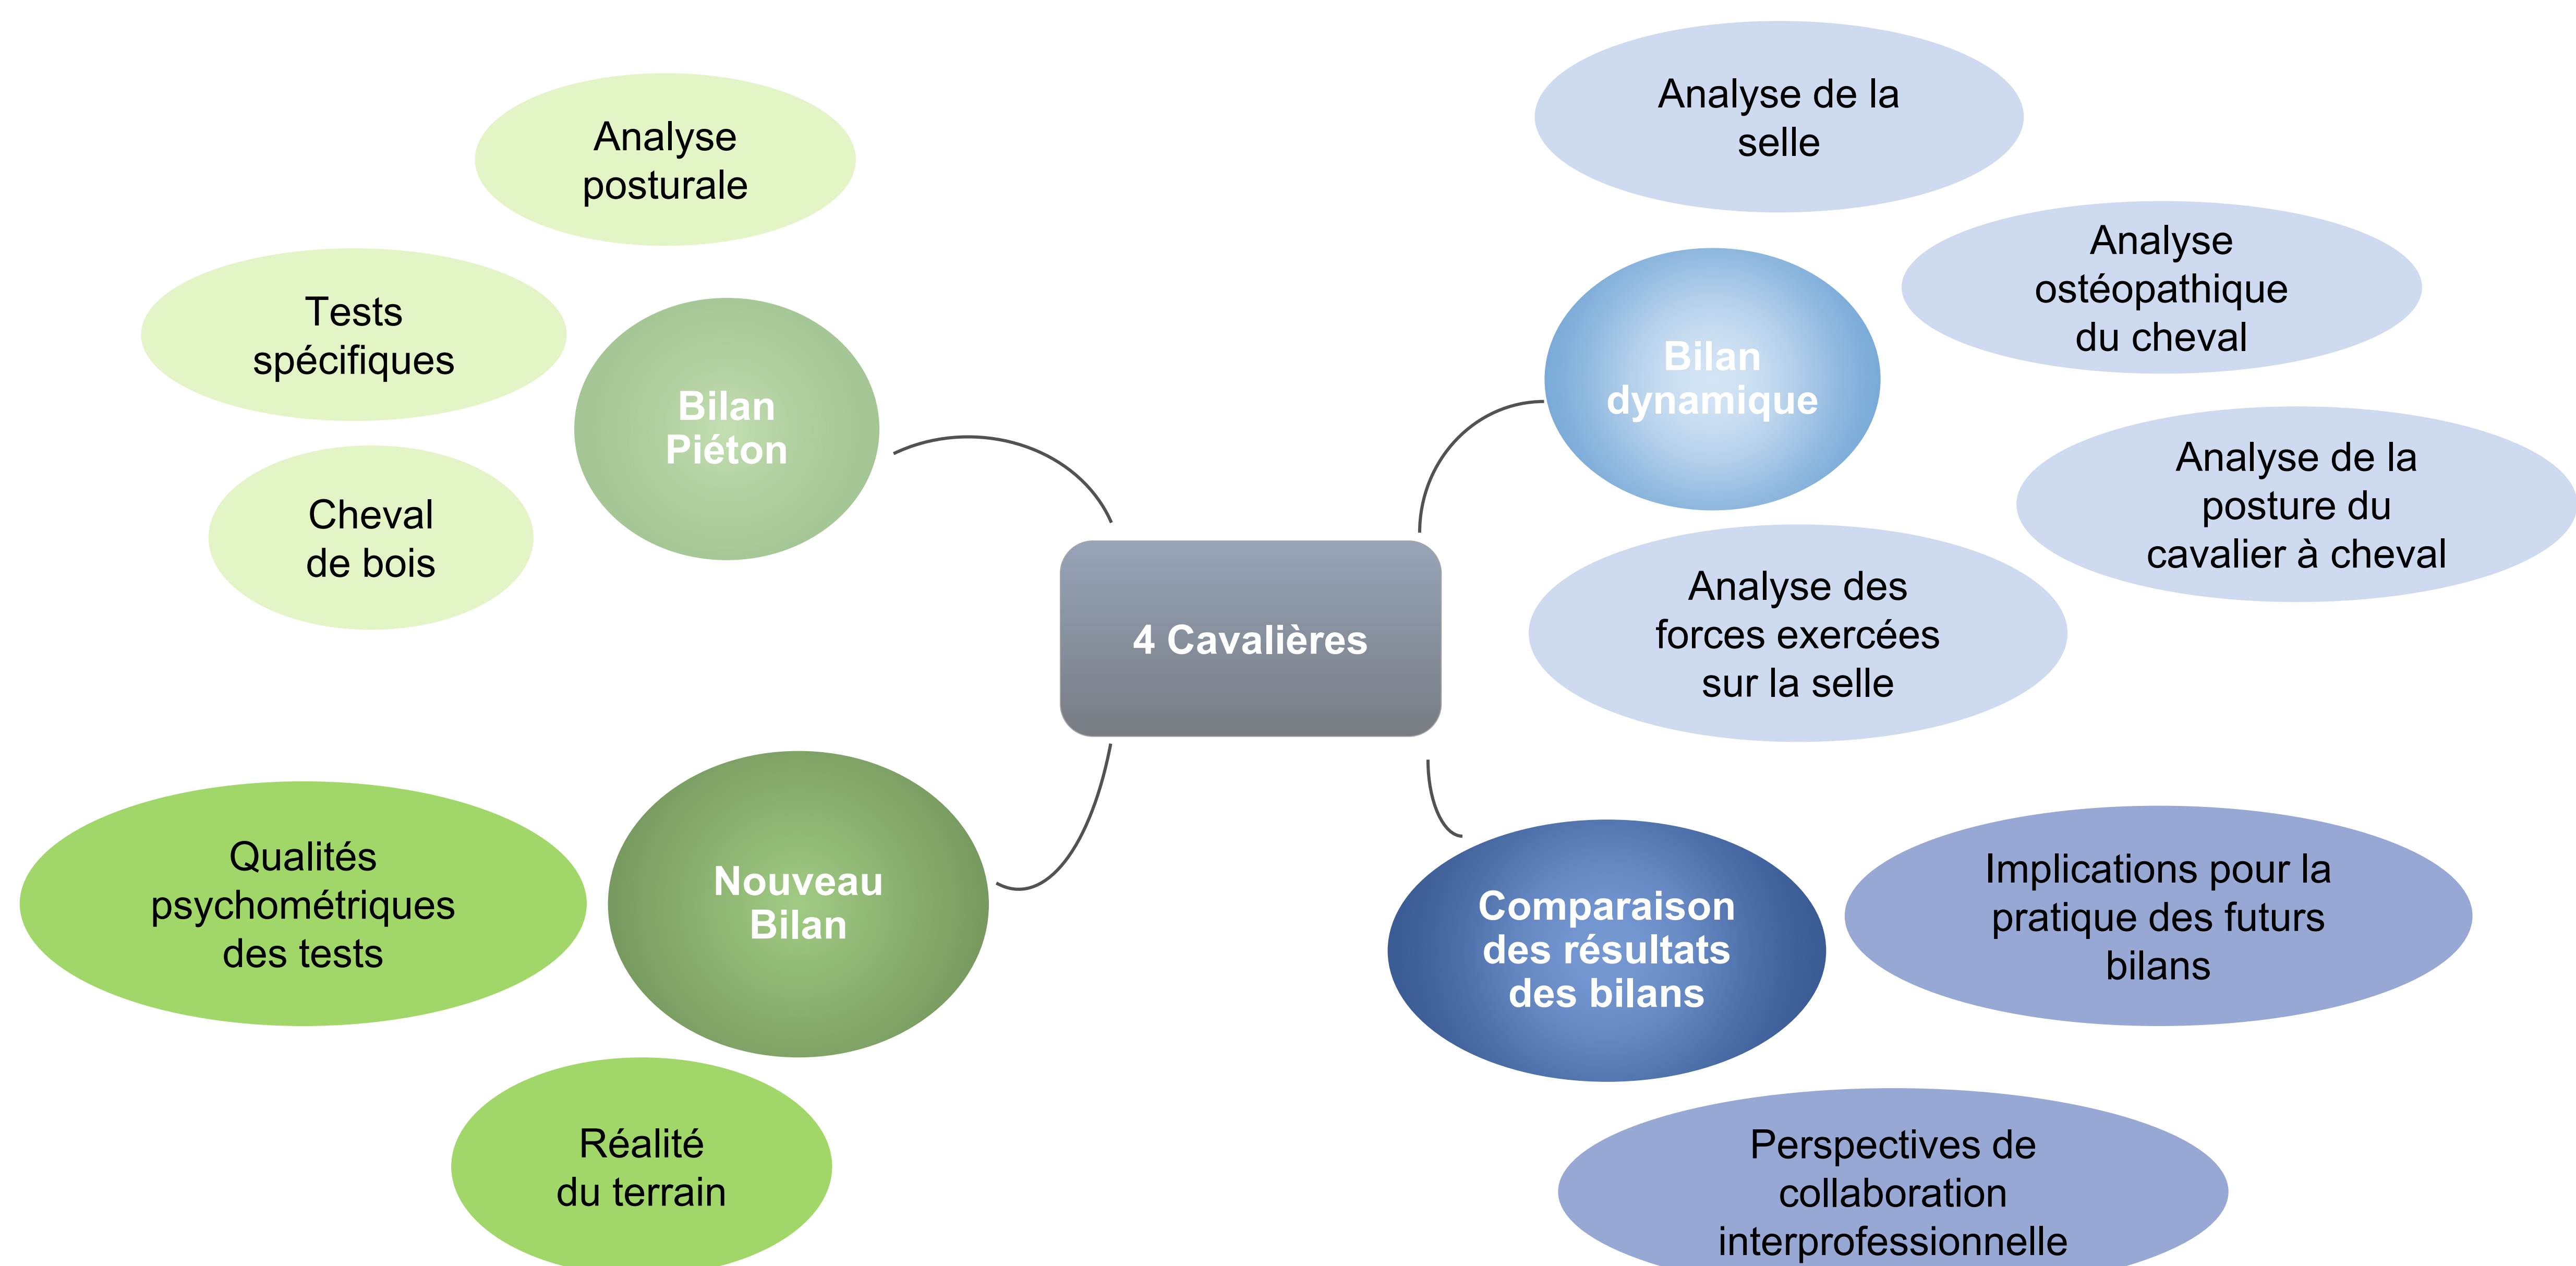 Analyse
posturale
Tests
spécifiques
Cheval
de bois
Bilan
Piéton
Analyse de la
selle
Analyse
ostéopathique
du cheval
Bilan
dynamique
Analyse de la
posture du
cavalier à cheval
Analyse des
forces exercées
sur la selle
4 Cavalières
Qualités
psychométriques
des tests
Nouveau
Bilan
Réalité
du terrain
Comparaison
des résultats
des bilans
Implications pour la
pratique des futurs
bilans
Perspectives de
collaboration
interprofessionnelle